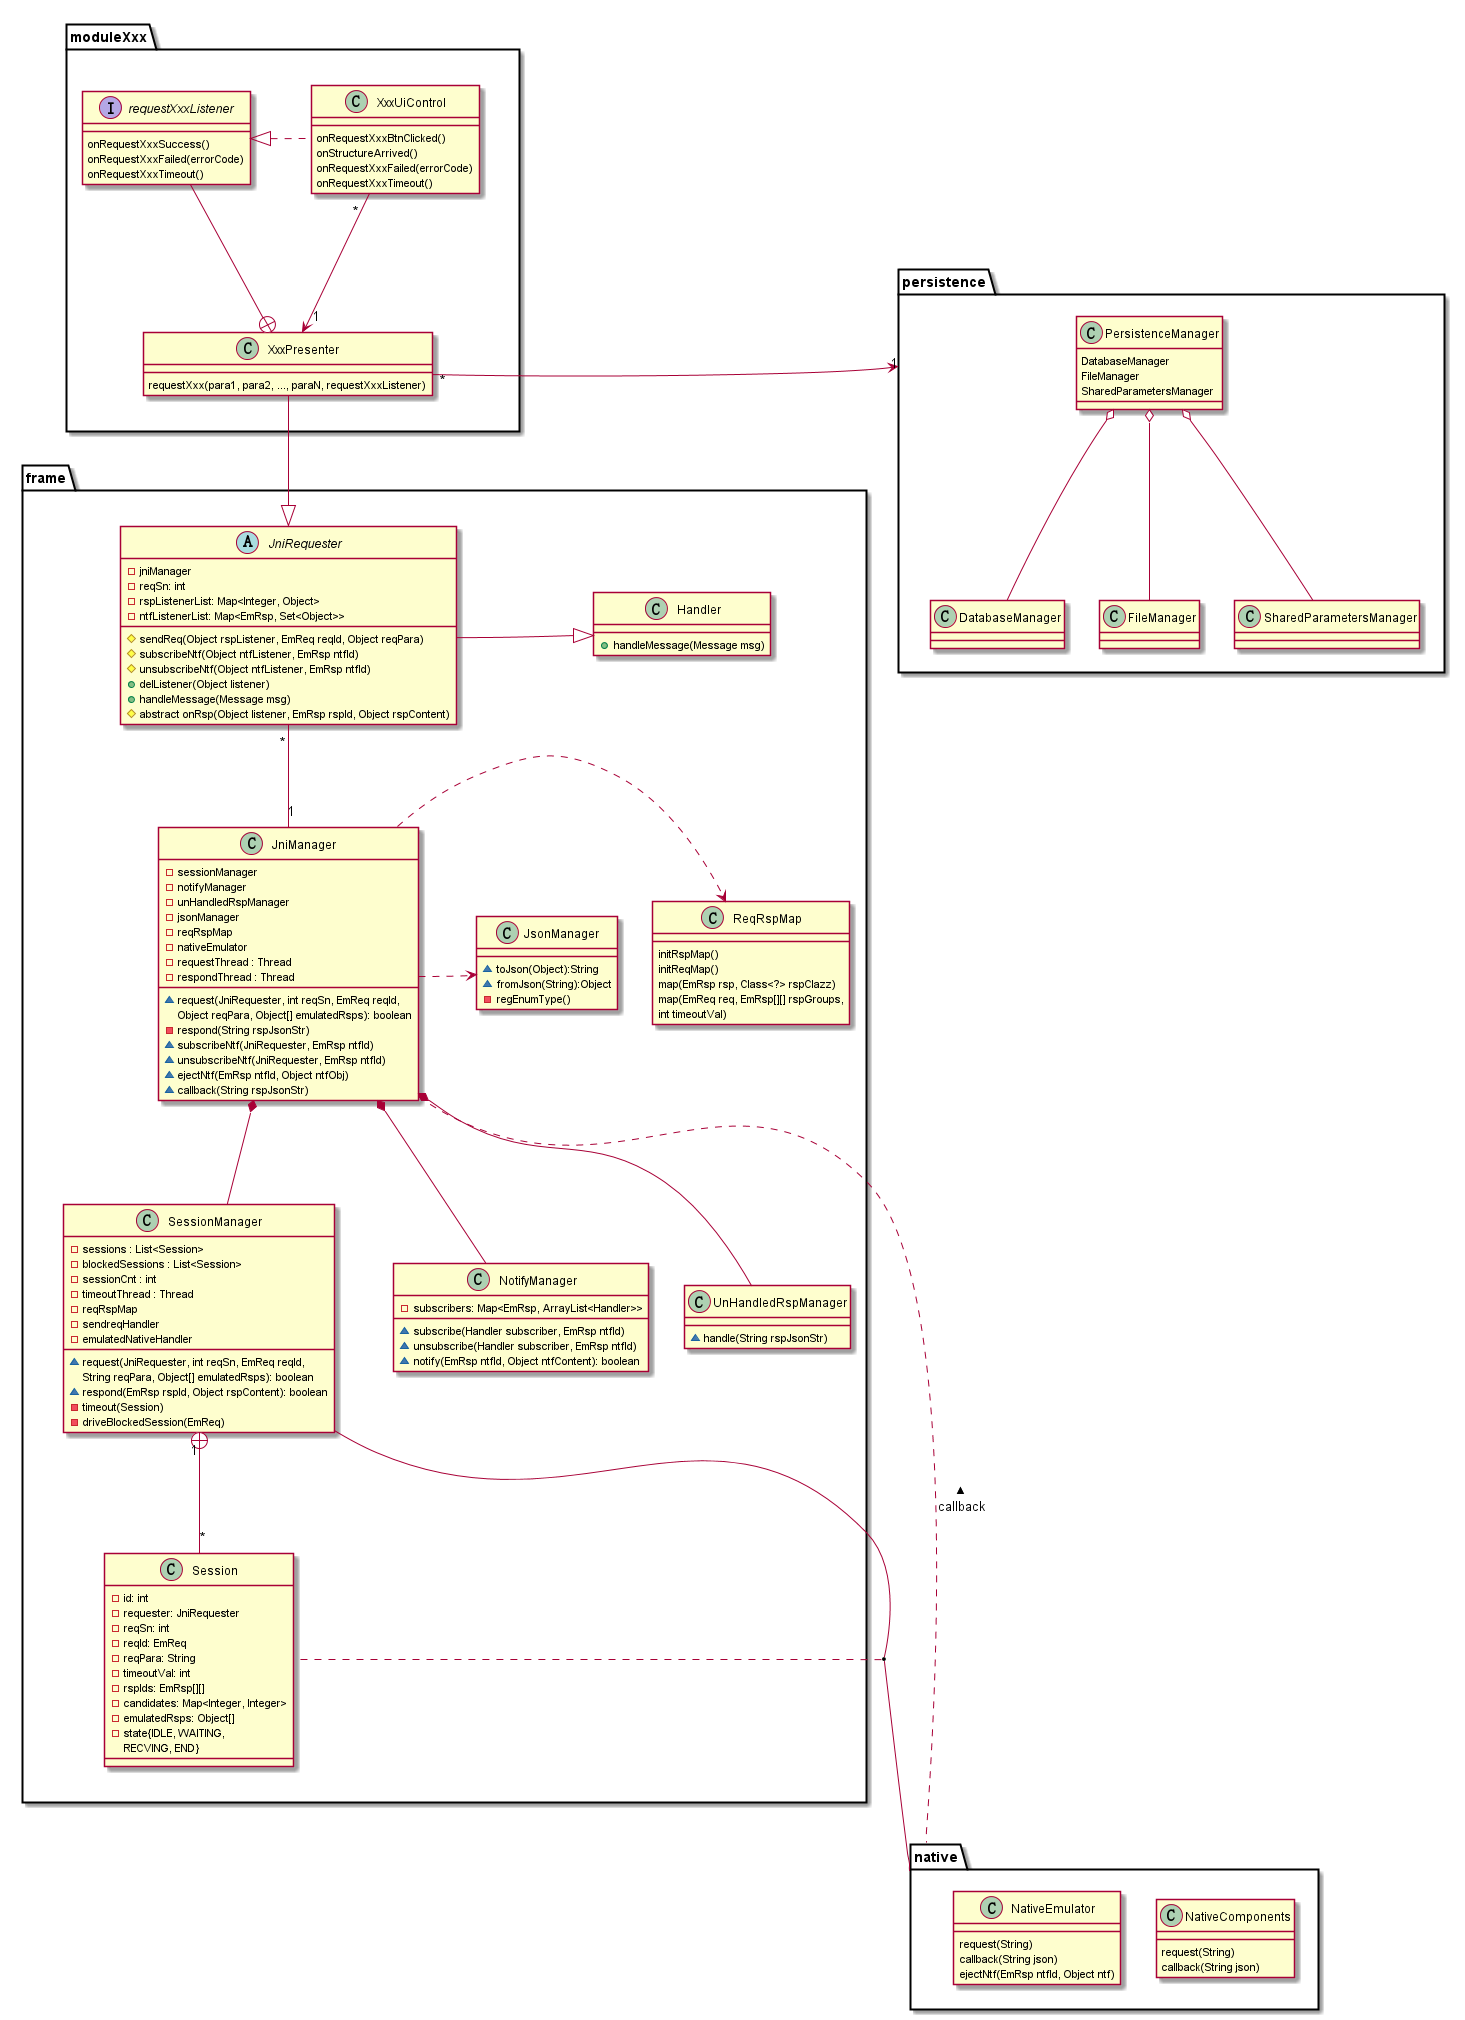 moduleXxx
requestXxxListener
onRequestXxxSuccess()
onRequestXxxFailed(errorCode)
onRequestXxxTimeout()
XxxUiControl
onRequestXxxBtnClicked()
onStructureArrived()
onRequestXxxFailed(errorCode)
onRequestXxxTimeout()
*
1
XxxPresenter
requestXxx(para1, para2, ..., paraN, requestXxxListener)
*
1
persistence
PersistenceManager
DatabaseManager
FileManager
SharedParametersManager
DatabaseManager
FileManager
SharedParametersManager
frame
JniRequester
jniManager
reqSn: int
rspListenerList: Map<Integer, Object>
ntfListenerList: Map<EmRsp, Set<Object>>
sendReq(Object rspListener, EmReq reqId, Object reqPara)
subscribeNtf(Object ntfListener, EmRsp ntfId)
unsubscribeNtf(Object ntfListener, EmRsp ntfId)
delListener(Object listener)
handleMessage(Message msg)
abstract onRsp(Object listener, EmRsp rspId, Object rspContent)
Handler
handleMessage(Message msg)
*
1
JniManager
sessionManager
notifyManager
unHandledRspManager
jsonManager
reqRspMap
nativeEmulator
requestThread : Thread
respondThread : Thread
request(JniRequester, int reqSn, EmReq reqId,
Object reqPara, Object[] emulatedRsps): boolean
respond(String rspJsonStr)
subscribeNtf(JniRequester, EmRsp ntfId)
unsubscribeNtf(JniRequester, EmRsp ntfId)
ejectNtf(EmRsp ntfId, Object ntfObj)
callback(String rspJsonStr)
JsonManager
toJson(Object):String
fromJson(String):Object
regEnumType()
ReqRspMap
initRspMap()
initReqMap()
map(EmRsp rsp, Class<?> rspClazz)
map(EmReq req, EmRsp[][] rspGroups,
int timeoutVal)
SessionManager
sessions : List<Session>
blockedSessions : List<Session>
sessionCnt : int
timeoutThread : Thread
reqRspMap
sendreqHandler
emulatedNativeHandler
request(JniRequester, int reqSn, EmReq reqId,
String reqPara, Object[] emulatedRsps): boolean
respond(EmRsp rspId, Object rspContent): boolean
timeout(Session)
driveBlockedSession(EmReq)
NotifyManager
subscribers: Map<EmRsp, ArrayList<Handler>>
subscribe(Handler subscriber, EmRsp ntfId)
unsubscribe(Handler subscriber, EmRsp ntfId)
notify(EmRsp ntfId, Object ntfContent): boolean
UnHandledRspManager
handle(String rspJsonStr)
1
*
callback
Session
id: int
requester: JniRequester
reqSn: int
reqId: EmReq
reqPara: String
timeoutVal: int
rspIds: EmRsp[][]
candidates: Map<Integer, Integer>
emulatedRsps: Object[]
state{IDLE, WAITING,
RECVING, END}
native
NativeEmulator
request(String)
callback(String json)
ejectNtf(EmRsp ntfId, Object ntf)
NativeComponents
request(String)
callback(String json)